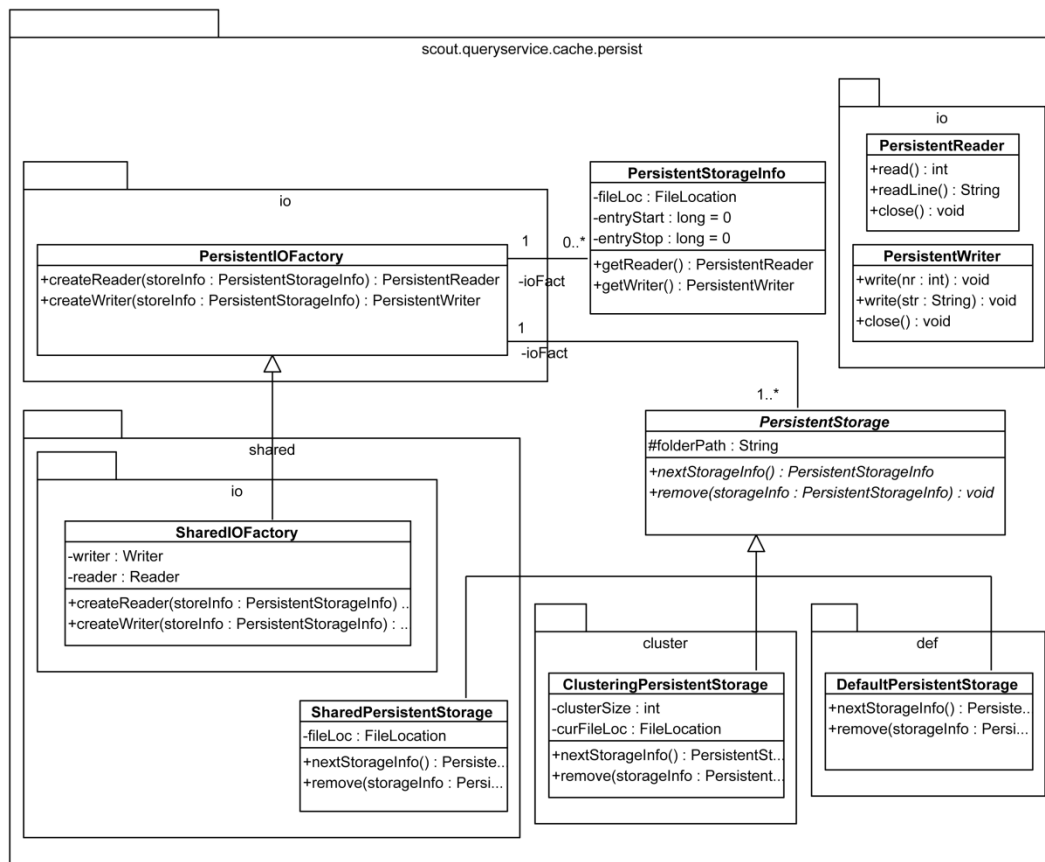 scout.queryservice.cache.persist
io
PersistentReader
+read() : int
+readLine() : String
+close() : void
PersistentWriter
+write(nr : int) : void
+write(str : String) : void
+close() : void
PersistentStorageInfo
-fileLoc : FileLocation
-entryStart : long = 0
-entryStop : long = 0
+getReader() : PersistentReader
+getWriter() : PersistentWriter
io
PersistentIOFactory
+createReader(storeInfo : PersistentStorageInfo) : PersistentReader
+createWriter(storeInfo : PersistentStorageInfo) : PersistentWriter
1
0..*
-ioFact
1
-ioFact
1..*
PersistentStorage
#folderPath : String
+nextStorageInfo() : PersistentStorageInfo
+remove(storageInfo : PersistentStorageInfo) : void
shared
io
SharedIOFactory
-writer : Writer
-reader : Reader
+createReader(storeInfo : PersistentStorageInfo) ..
+createWriter(storeInfo : PersistentStorageInfo) : ..
SharedPersistentStorage
-fileLoc : FileLocation
+nextStorageInfo() : Persiste...
+remove(storageInfo : Persi...
cluster
ClusteringPersistentStorage
-clusterSize : int
-curFileLoc : FileLocation
+nextStorageInfo() : PersistentSt...
+remove(storageInfo : Persistent...
def
DefaultPersistentStorage
+nextStorageInfo() : Persiste...
+remove(storageInfo : Persi...